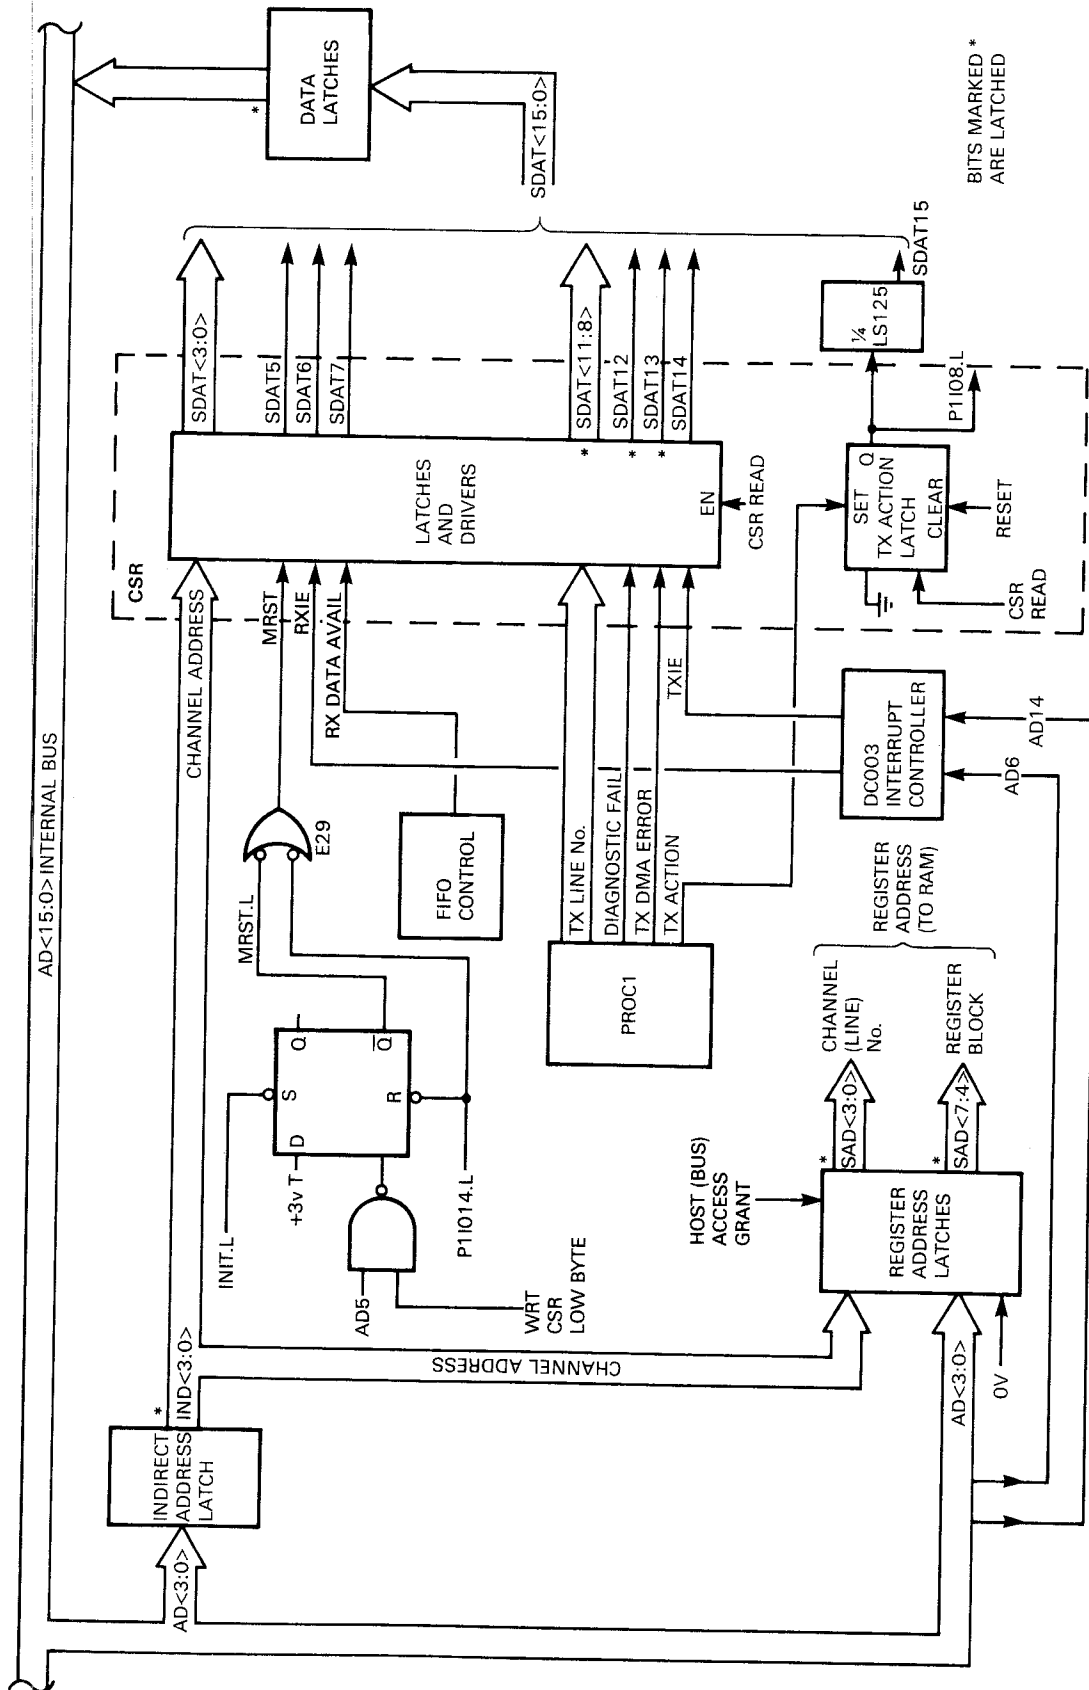 AD<15:0> INTERNAL BUS
AD<3:0>
INDIRECT
ADDRESS
LATCH
*
IND<3:0>
CHANNEL ADDRESS
CHANNEL ADDRESS
INIT.L
+3v T
D
S
Q
Q
R
AD5
WRT
CSR
LOW BYTE
P1I014.L
MRST.L
E29
MRST
RXIE
RX DATA AVAIL
FIFO
CONTROL
CSR
LATCHES
AND
DRIVERS
EN
CSR READ
SDAT<3:0>
SDAT5
SDAT6
SDAT7
* SDAT<11:8>
* SDAT12
* SDAT13
SDAT14
DATA
LATCHES
*
SDAT<15:0>
PROC1
TX LINE No.
DIAGNOSTIC FAIL
TX DMA ERROR
TX ACTION
TXIE
SET Q
TX ACTION
LATCH
CLEAR
CSR
READ
RESET
P1I08.L
¼
LS125
SDAT15
DC003
INTERRUPT
CONTROLLER
AD6
AD14
HOST (BUS)
ACCESS
GRANT
AD<3:0>
0V
REGISTER
ADDRESS
LATCHES
*
SAD<3:0>
*
SAD<7:4>
CHANNEL
(LINE)
No.
REGISTER
BLOCK
REGISTER
ADDRESS
(TO RAM)
BITS MARKED *
ARE LATCHED